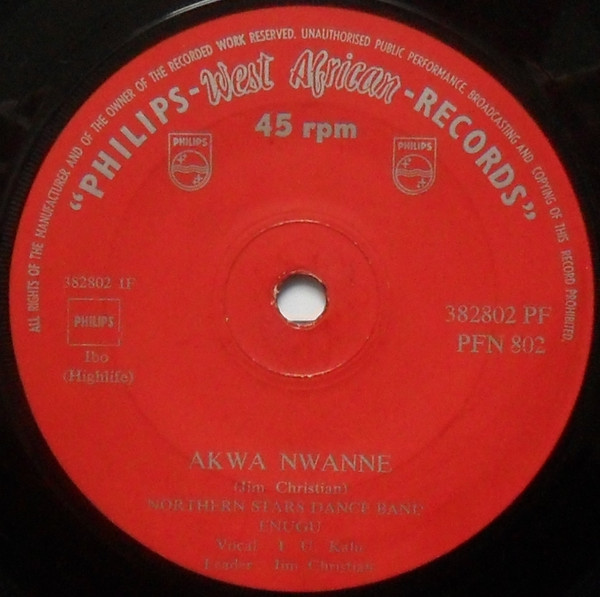 ALL RIGHTS OF THE MANUFACTURER AND OF THE OWNER OF THE RECORDED WORK RESERVED. UNAUTHORISED PUBLIC PERFORMANCE, BROADCASTING AND COPYING OF THIS RECORD PROHIBITED.
"PHILIPS-West African-RECORDS"
45 rpm
PHILIPS
PHILIPS
382802 1F
PHILIPS
Ibo
(Highlife)
382802 PF
PFN 802
AKWA NWANNE
(Jim. Christian)
NORTHERN STARS DANCE BAND
ENUGU
Vocal
Leader Jim Christian